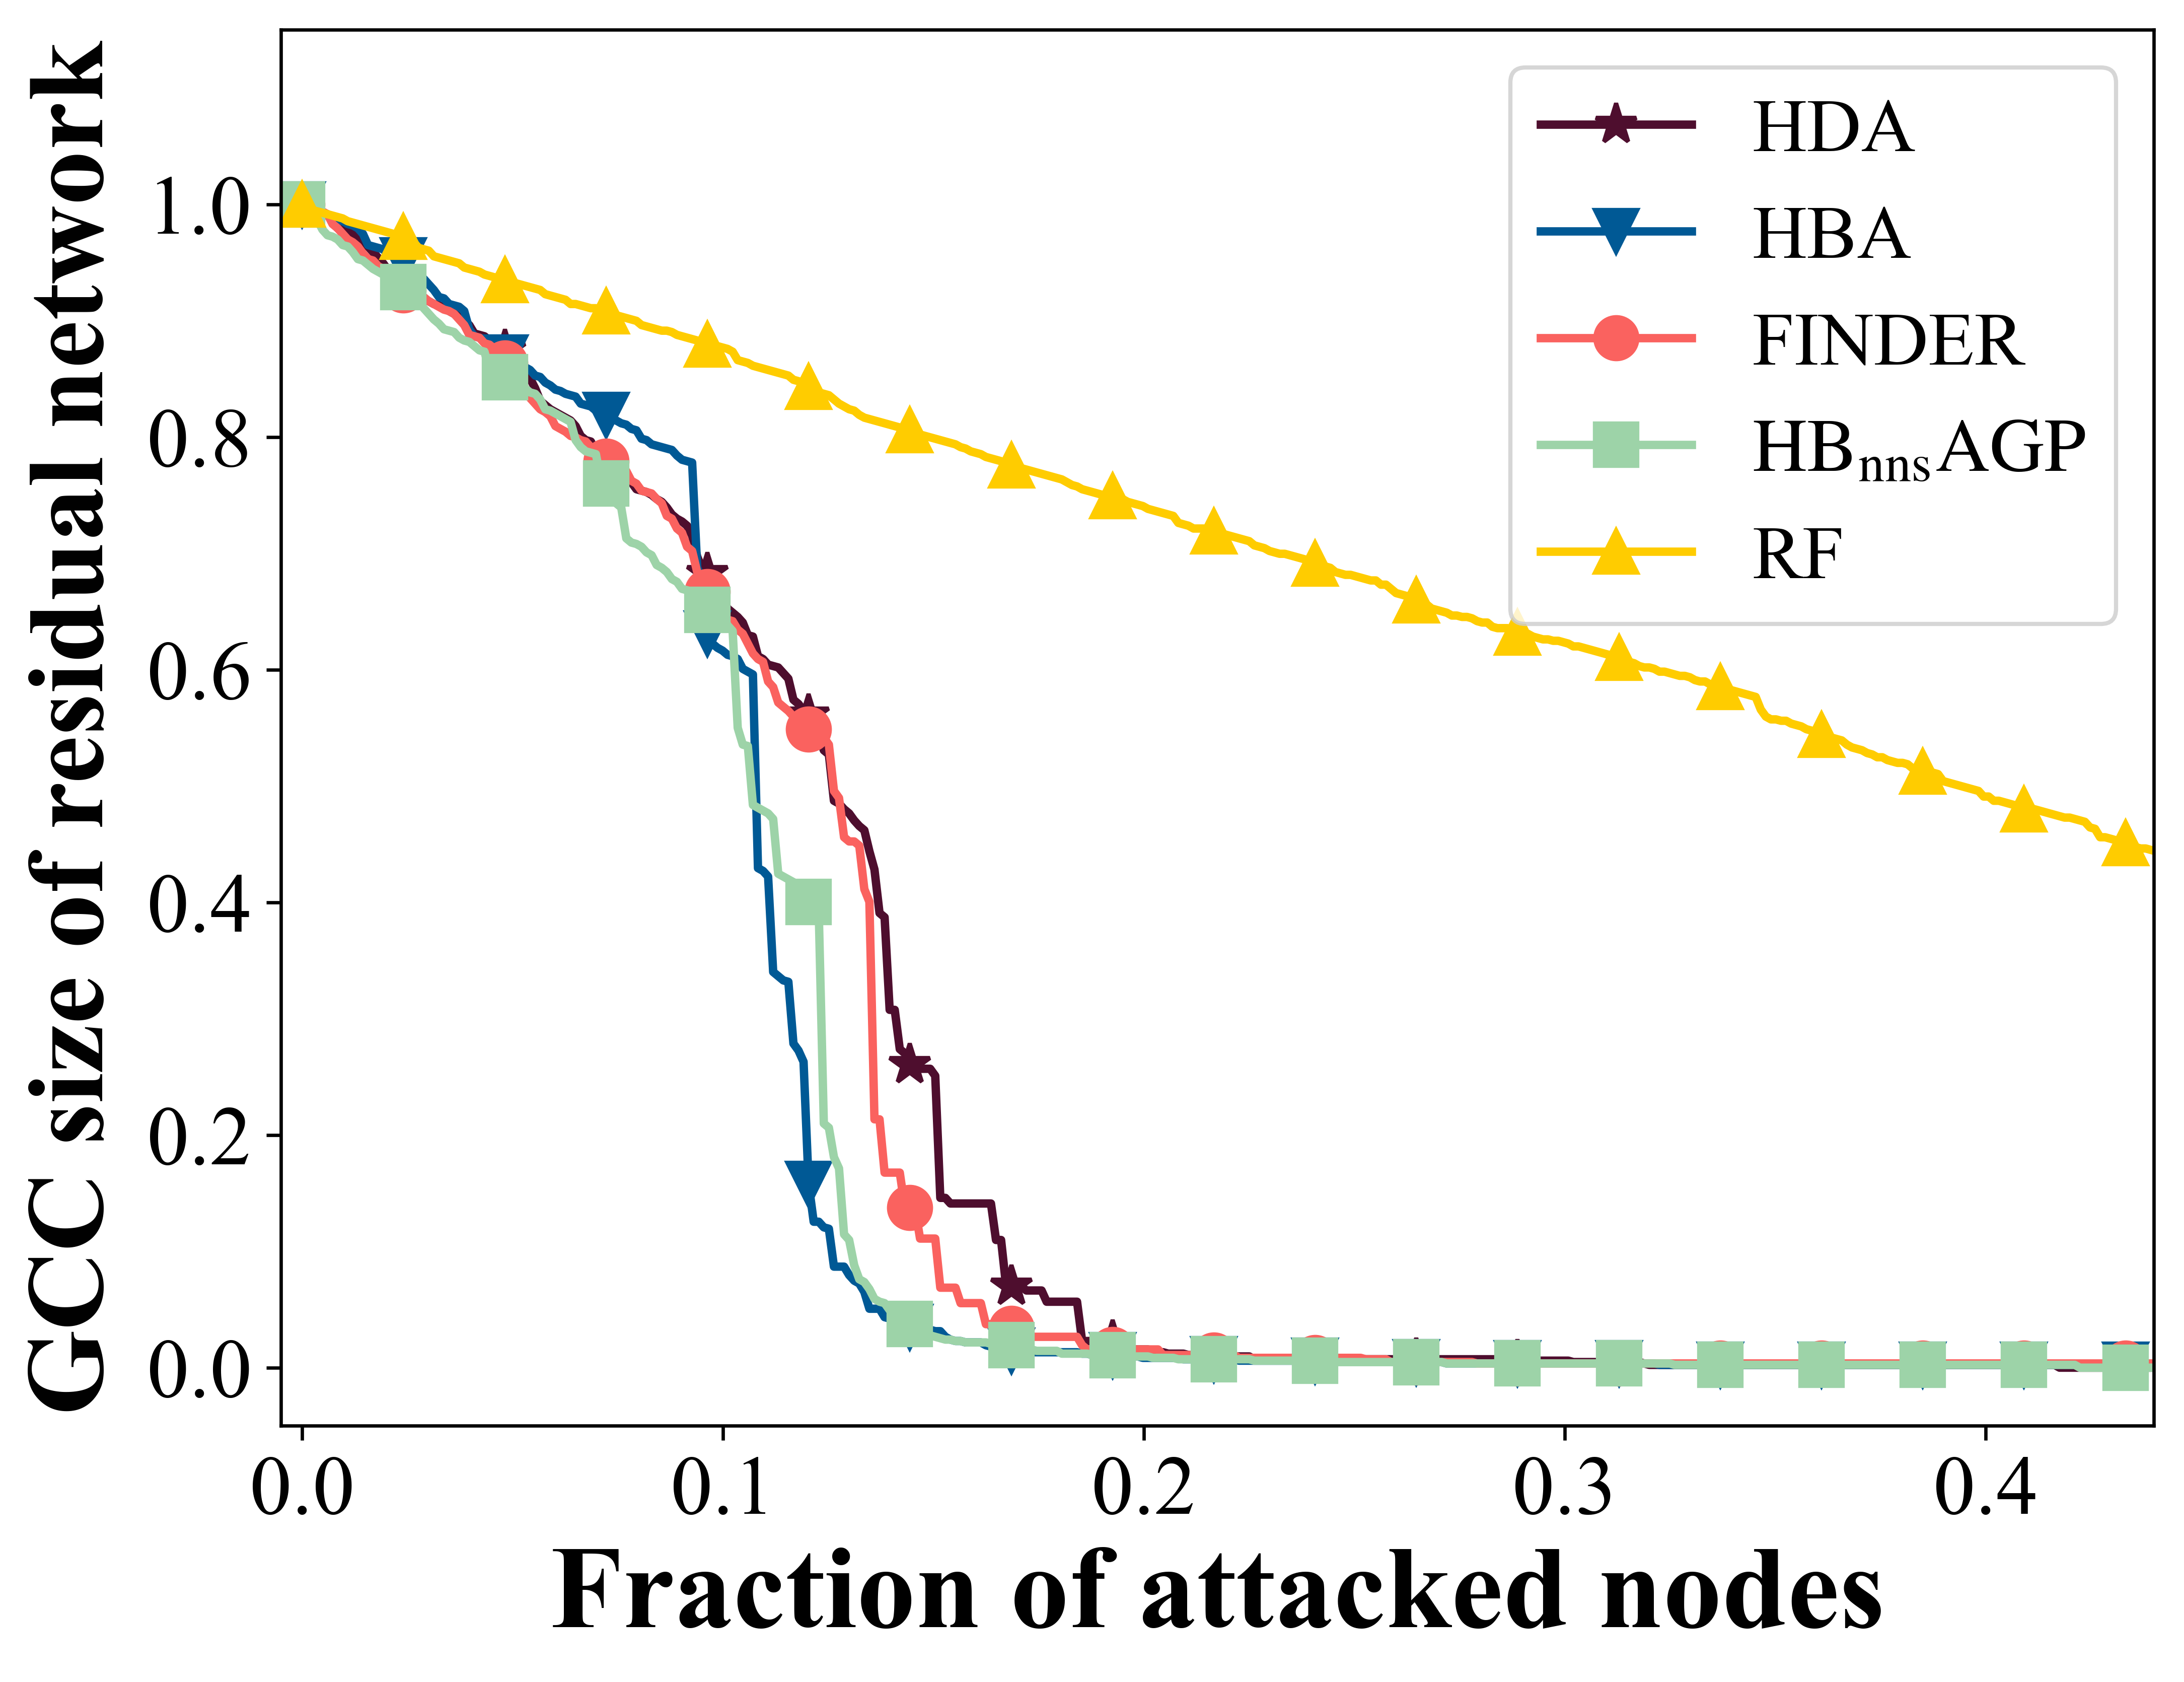 GCC size of residual network
1.0
0.8
0.6
0.4
0.2
0.0
HDA
HBA
FINDER
HBnnsAGP
RF
0.0 0.1 0.2 0.3 0.4
Fraction of attacked nodes